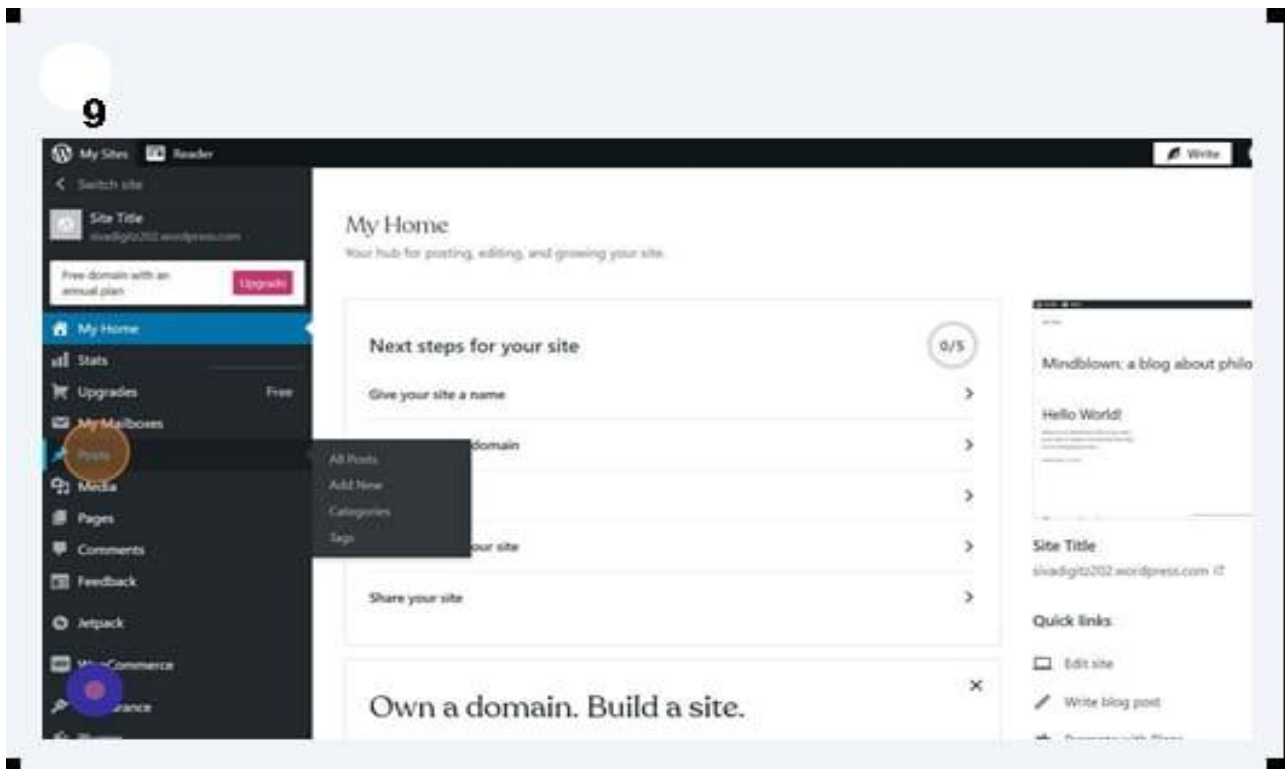 9
My Sites Reader Write
Switch site
Site Title
sivadigitz202.wordpress.com
Free domain with an
annual plan
Upgrade
My Home
Stats
Upgrades Free
My Mailboxes
Posts
Media
Pages
Comments
Feedback
Jetpack
WooCommerce
All Posts
Add New
Categories
Tags
My Home
Your hub for posting, editing, and growing your site.
Next steps for your site
0/5
Give your site a name
domain
our site
Share your site
Own a domain. Build a site.
Mindblown: a blog about philo
Hello World!
Site Title
sivadigitz202.wordpress.com
Quick links
Edit site
Write blog post